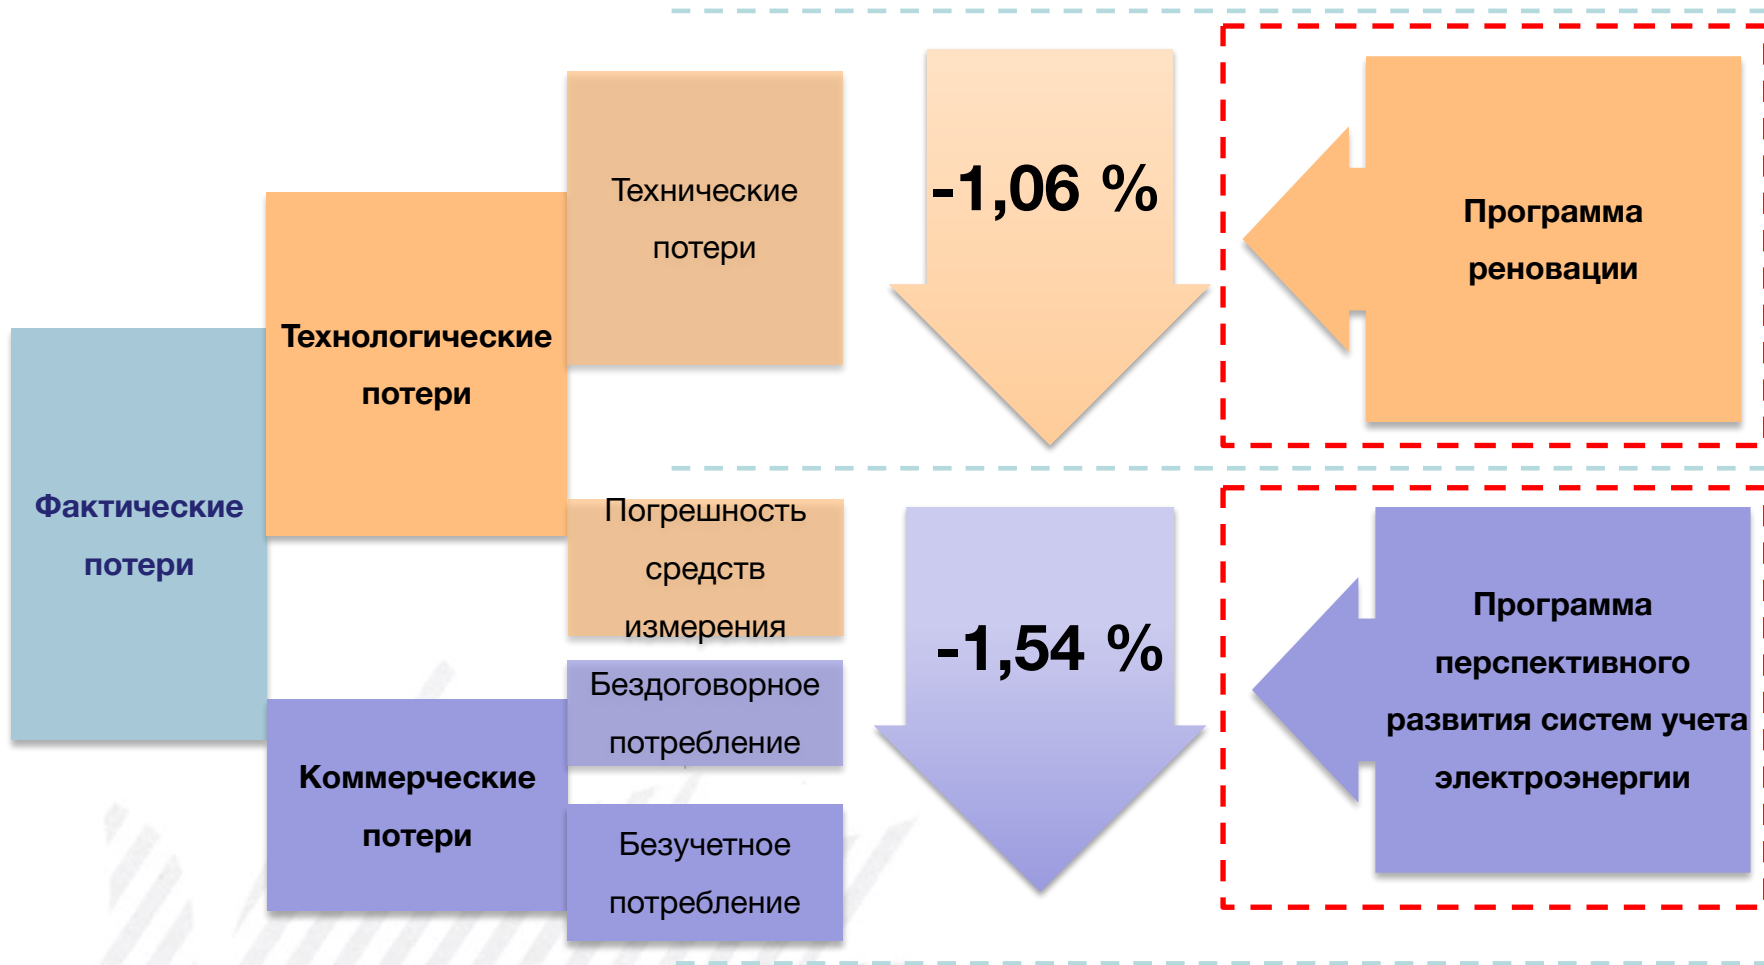 Фактические
потери
Технологические
потери
Коммерческие
потери
Технические
потери
Погрешность
средств
измерения
Бездоговорное
потребление
Безучетное
потребление
-1,06 %
-1,54 %
Программа
реновации
Программа
перспективного
развития систем учета
электроэнергии